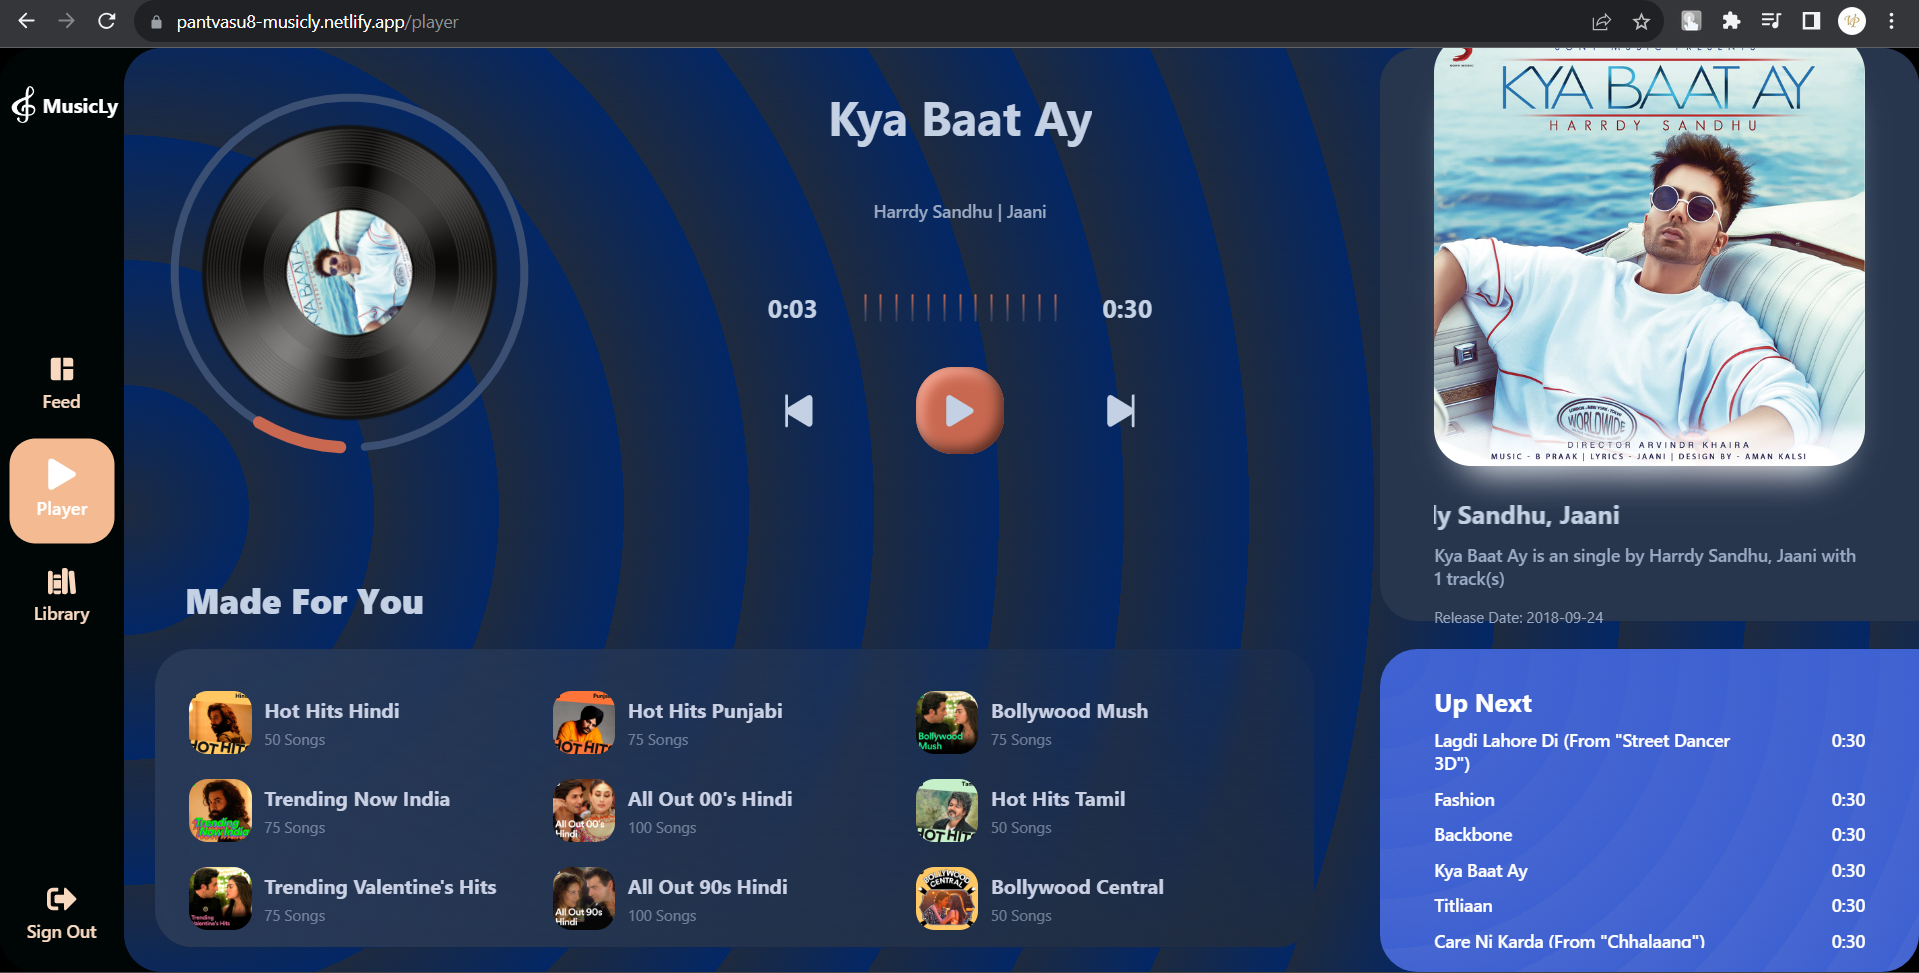 pantvasu8-musicly.netlify.app/player
MusicLy
Feed
Player
Library
Sign Out
Kya Baat Ay
Harrdy Sandhu | Jaani
0:03
0:30
Made For You
Hot Hits Hindi
50 Songs
Hot Hits Punjabi
75 Songs
Bollywood Mush
75 Songs
Trending Now India
75 Songs
All Out 00's Hindi
100 Songs
Hot Hits Tamil
50 Songs
Trending Valentine's Hits
75 Songs
All Out 90s Hindi
100 Songs
Bollywood Central
50 Songs
KYA BAAT AY
HARRDY SANDHU
WORLDWIDE
DIRECTOR ARVINDR KHAIRA
MUSIC - B PRAAK | LYRICS - JAANI | DESIGN BY - AMAN KALSI
ly Sandhu, Jaani
Kya Baat Ay is an single by Harrdy Sandhu, Jaani with
1 track(s)
Release Date: 2018-09-24
Up Next
Lagdi Lahore Di (From "Street Dancer
3D") 0:30
Fashion 0:30
Backbone 0:30
Kya Baat Ay 0:30
Titliaan 0:30
Care Ni Karda (From "Chhalaang") 0:30